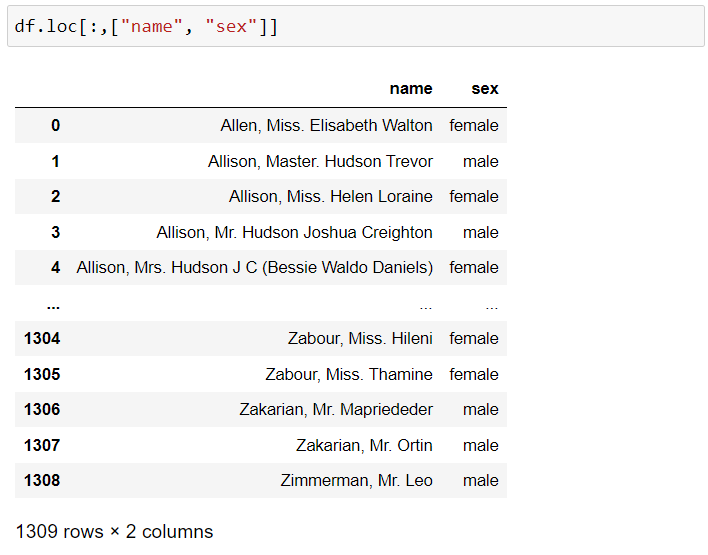 df.loc[:,["name", "sex"]]
name sex
0 Allen, Miss. Elisabeth Walton female
1 Allison, Master. Hudson Trevor male
2 Allison, Miss. Helen Loraine female
3 Allison, Mr. Hudson Joshua Creighton male
4 Allison, Mrs. Hudson J C (Bessie Waldo Daniels) female
... ... ...
1304 Zabour, Miss. Hileni female
1305 Zabour, Miss. Thamine female
1306 Zakarian, Mr. Mapriededer male
1307 Zakarian, Mr. Ortin male
1308 Zimmerman, Mr. Leo male
1309 rows × 2 columns